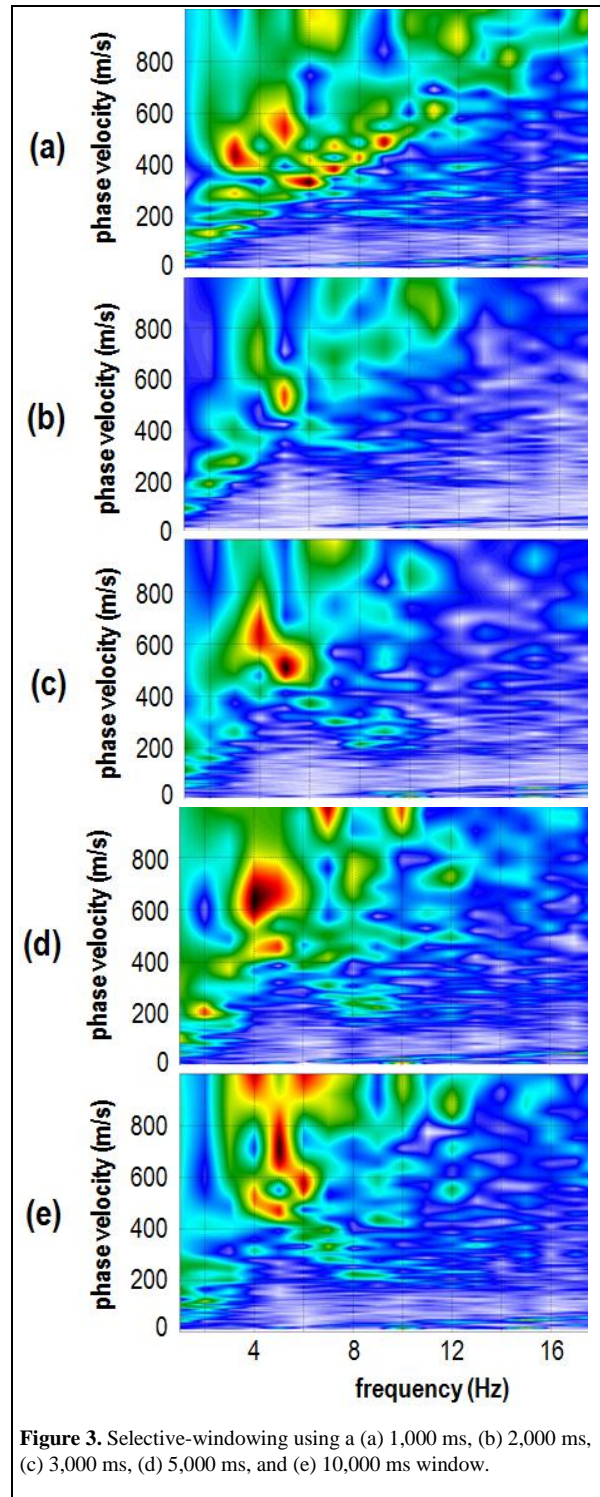 800
600
(a)
400
200
0
phase velocity (m/s)
800
600
(b)
400
200
0
phase velocity (m/s)
800
600
(c)
400
200
0
phase velocity (m/s)
800
600
(d)
400
200
0
phase velocity (m/s)
800
600
(e)
400
200
0
phase velocity (m/s)
4 8 12 16
frequency (Hz)
Figure 3. Selective-windowing using a (a) 1,000 ms, (b) 2,000 ms,
(c) 3,000 ms, (d) 5,000 ms, and (e) 10,000 ms window.